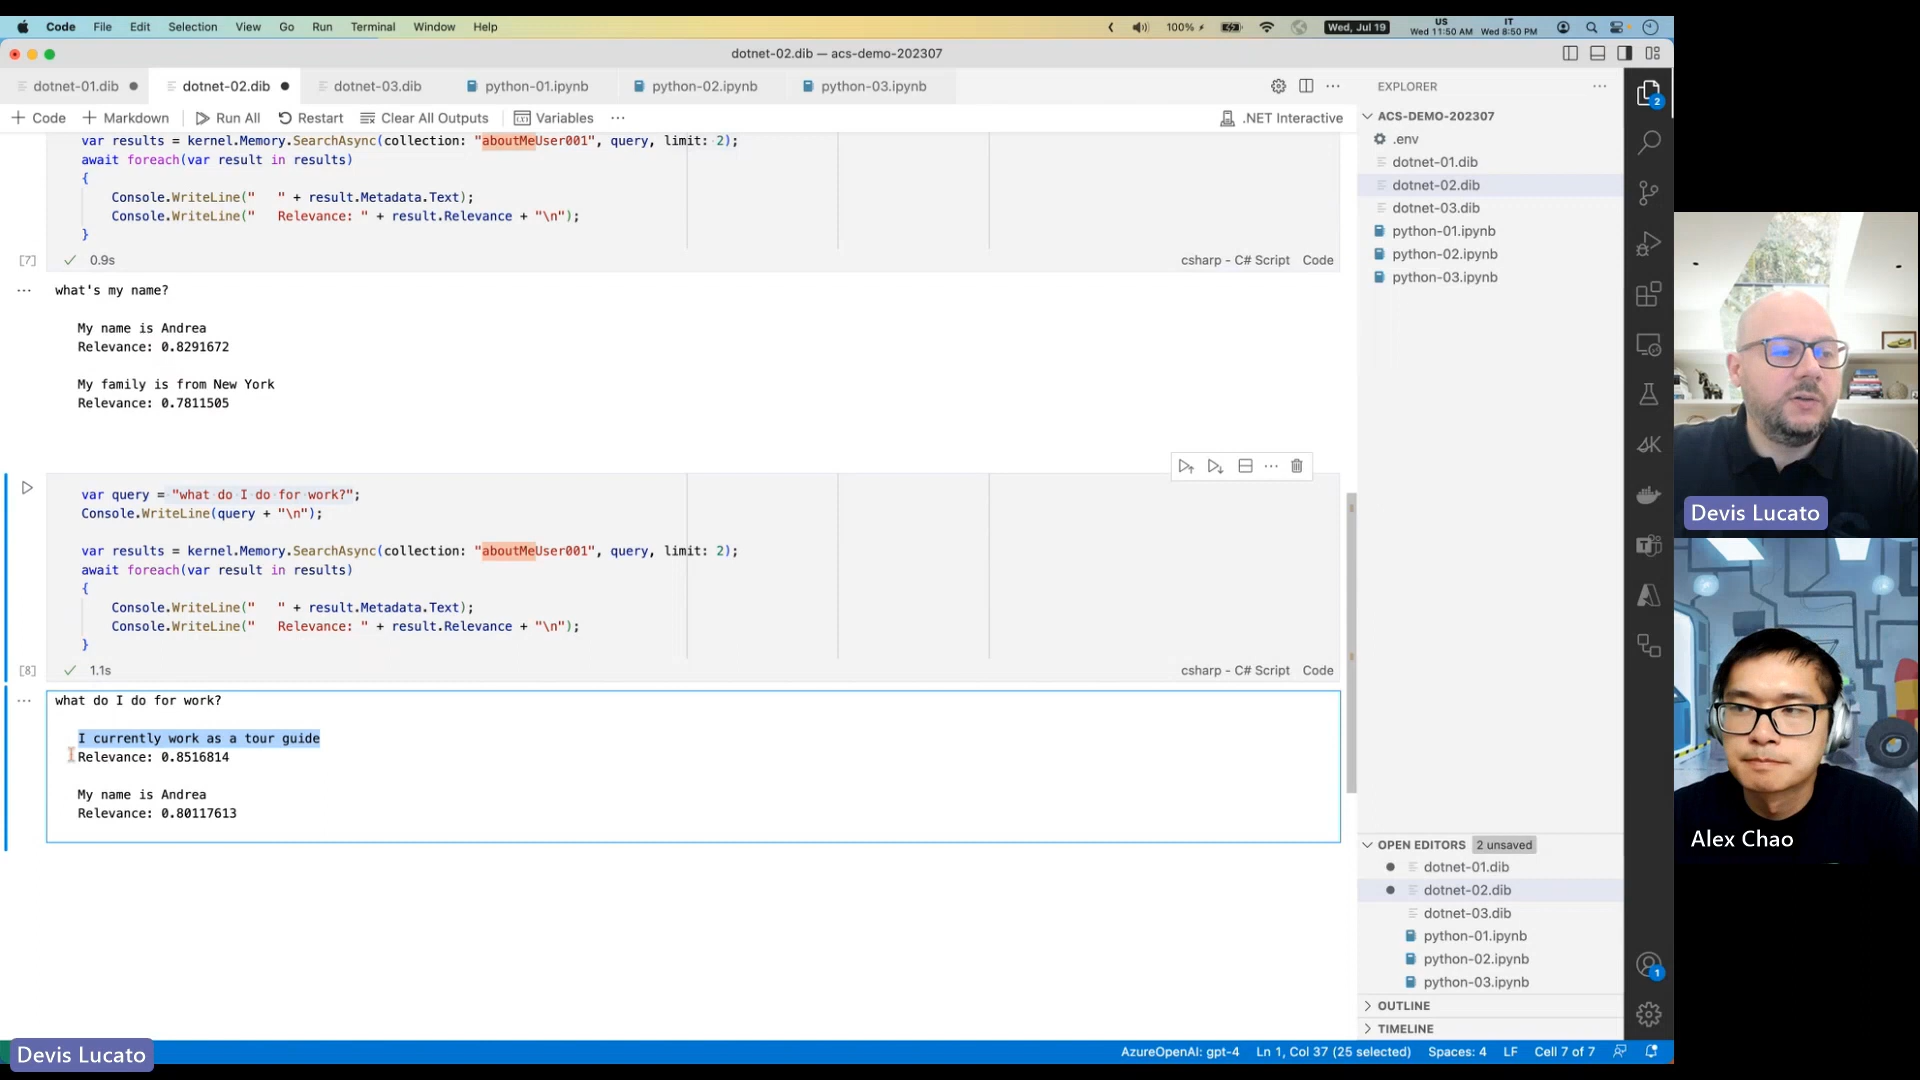 Code File Edit Selection View Go Run Terminal Window Help
100% Wed, Jul 19 US Wed 11:50 AM IT Wed 8:50 PM
dotnet-02.dib — acs-demo-202307
dotnet-01.dib dotnet-02.dib dotnet-03.dib python-01.ipynb python-02.ipynb python-03.ipynb
Code Markdown Run All Restart Clear All Outputs Variables ... .NET Interactive
var results = kernel.Memory.SearchAsync(collection: "aboutMeUser001", query, limit: 2);
await foreach(var result in results)
{
Console.WriteLine("   " + result.Metadata.Text);
Console.WriteLine("   Relevance: " + result.Relevance + "\n");
}
[7] 0.9s csharp - C# Script Code
what's my name?
My name is Andrea
Relevance: 0.8291672
My family is from New York
Relevance: 0.7811505
var query = "what do I do for work?";
Console.WriteLine(query + "\n");
var results = kernel.Memory.SearchAsync(collection: "aboutMeUser001", query, limit: 2);
await foreach(var result in results)
{
Console.WriteLine("   " + result.Metadata.Text);
Console.WriteLine("   Relevance: " + result.Relevance + "\n");
}
[8] 1.1s csharp - C# Script Code
what do I do for work?
I currently work as a tour guide
Relevance: 0.8516814
My name is Andrea
Relevance: 0.80117613
EXPLORER
ACS-DEMO-202307
.env
dotnet-01.dib
dotnet-02.dib
dotnet-03.dib
python-01.ipynb
python-02.ipynb
python-03.ipynb
OPEN EDITORS 2 unsaved
dotnet-01.dib
dotnet-02.dib
dotnet-03.dib
python-01.ipynb
python-02.ipynb
python-03.ipynb
OUTLINE
TIMELINE
2
1
AzureOpenAI: gpt-4 Ln 1, Col 37 (25 selected) Spaces: 4 LF Cell 7 of 7
Devis Lucato
Devis Lucato
Alex Chao